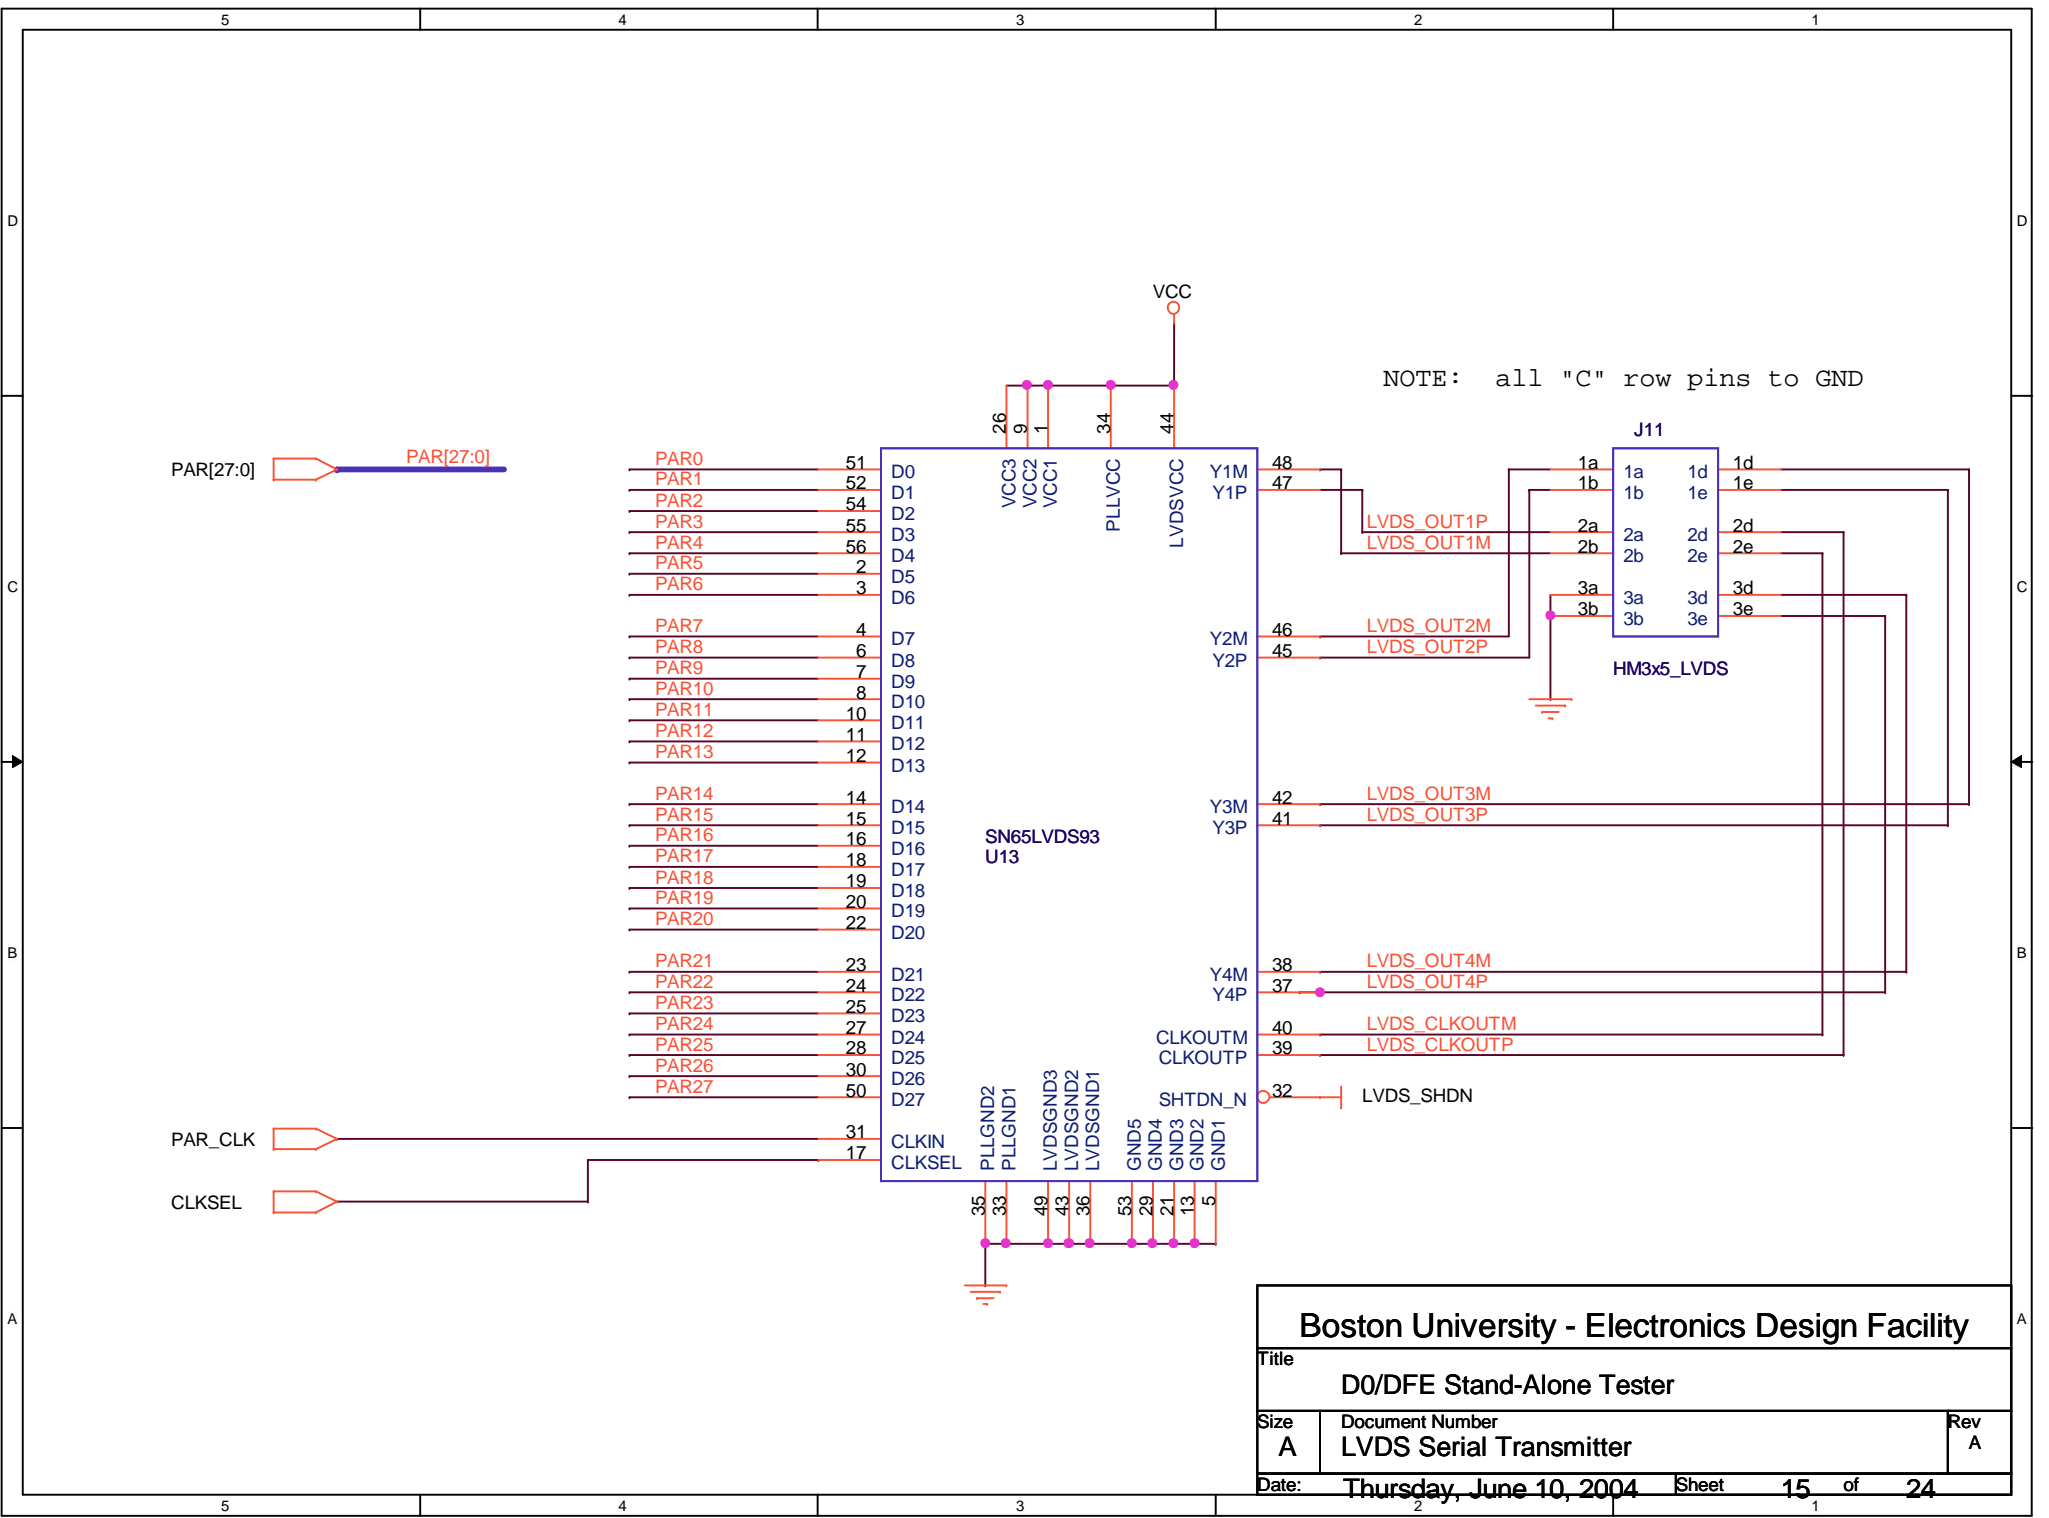 5 4 3 2 1
D D
VCC
NOTE: all "C" row pins to GND
C C
J11
PAR[27:0] PAR[27:0]
26 9 1 34 44
VCC3 VCC2 VCC1 PLLVCC LVDSVCC
PAR0 51 D0
PAR1 52 D1
PAR2 54 D2
PAR3 55 D3
PAR4 56 D4
PAR5 2 D5
PAR6 3 D6
PAR7 4 D7
PAR8 6 D8
PAR9 7 D9
PAR10 8 D10
PAR11 10 D11
PAR12 11 D12
PAR13 12 D13
PAR14 14 D14
PAR15 15 D15
PAR16 16 D16
PAR17 18 D17
PAR18 19 D18
PAR19 20 D19
PAR20 22 D20
PAR21 23 D21
PAR22 24 D22
PAR23 25 D23
PAR24 27 D24
PAR25 28 D25
PAR26 30 D26
PAR27 50 D27
PAR_CLK 31 CLKIN
CLKSEL 17 CLKSEL
SN65LVDS93
U13
Y1M 48
Y1P 47
LVDS_OUT1P
LVDS_OUT1M
Y2M 46 LVDS_OUT2M
Y2P 45 LVDS_OUT2P
Y3M 42 LVDS_OUT3M
Y3P 41 LVDS_OUT3P
Y4M 38 LVDS_OUT4M
Y4P 37 LVDS_OUT4P
CLKOUTM 40 LVDS_CLKOUTM
CLKOUTP 39 LVDS_CLKOUTP
SHTDN_N 32 LVDS_SHDN
1a 1a 1d 1d
1b 1b 1e 1e
2a 2a 2d 2d
2b 2b 2e 2e
3a 3a 3d 3d
3b 3b 3e 3e
HM3x5_LVDS
PLLGND2 PLLGND1 LVDSGND3 LVDSGND2 LVDSGND1 GND5 GND4 GND3 GND2 GND1
35 33 49 43 36 53 29 21 13 5
B B
A A
Boston University - Electronics Design Facility
Title
D0/DFE Stand-Alone Tester
Size Document Number Rev
A LVDS Serial Transmitter A
Date: Thursday, June 10, 2004 Sheet 15 of 24
5 4 3 2 1